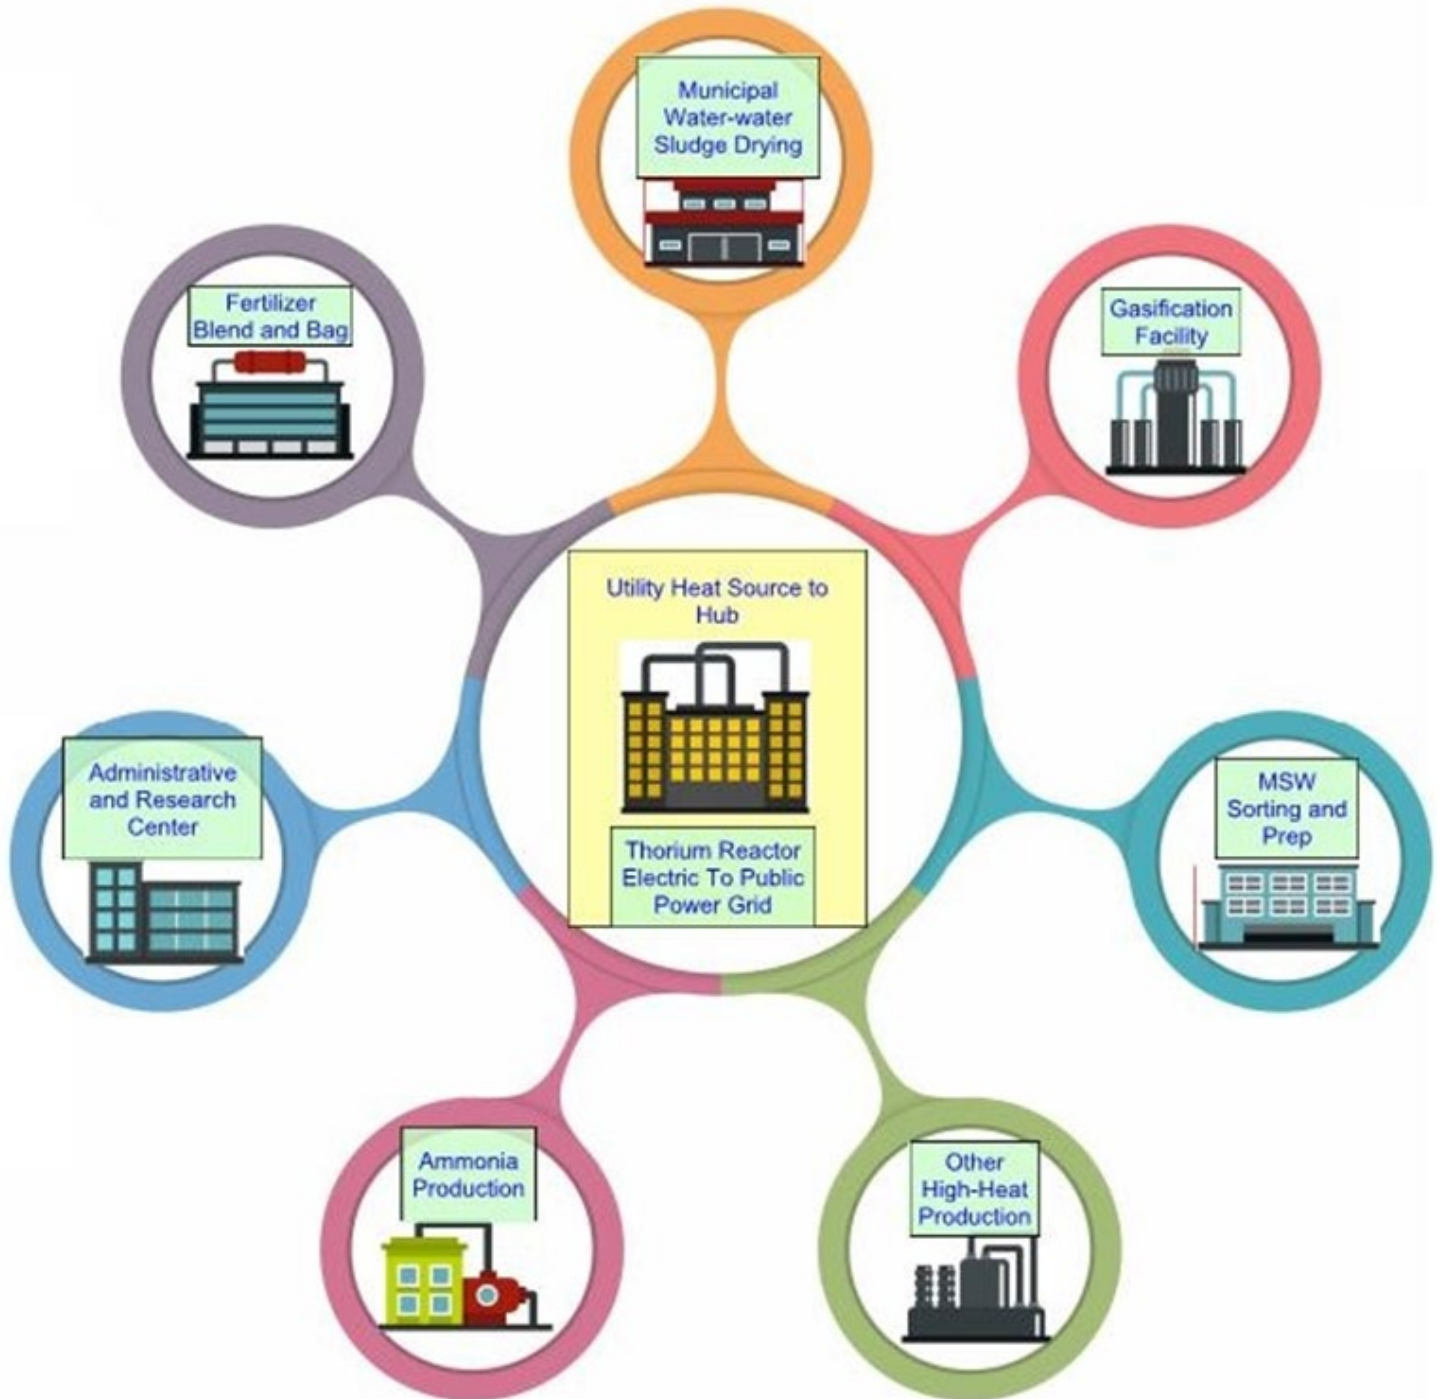 Municipal
Water-water
Sludge Drying
Fertilizer
Blend and Bag
Gasification
Facility
Utility Heat Source to
Hub
Thorium Reactor
Electric To Public
Power Grid
Administrative
and Research
Center
MSW
Sorting and
Prep
Ammonia
Production
Other
High-Heat
Production